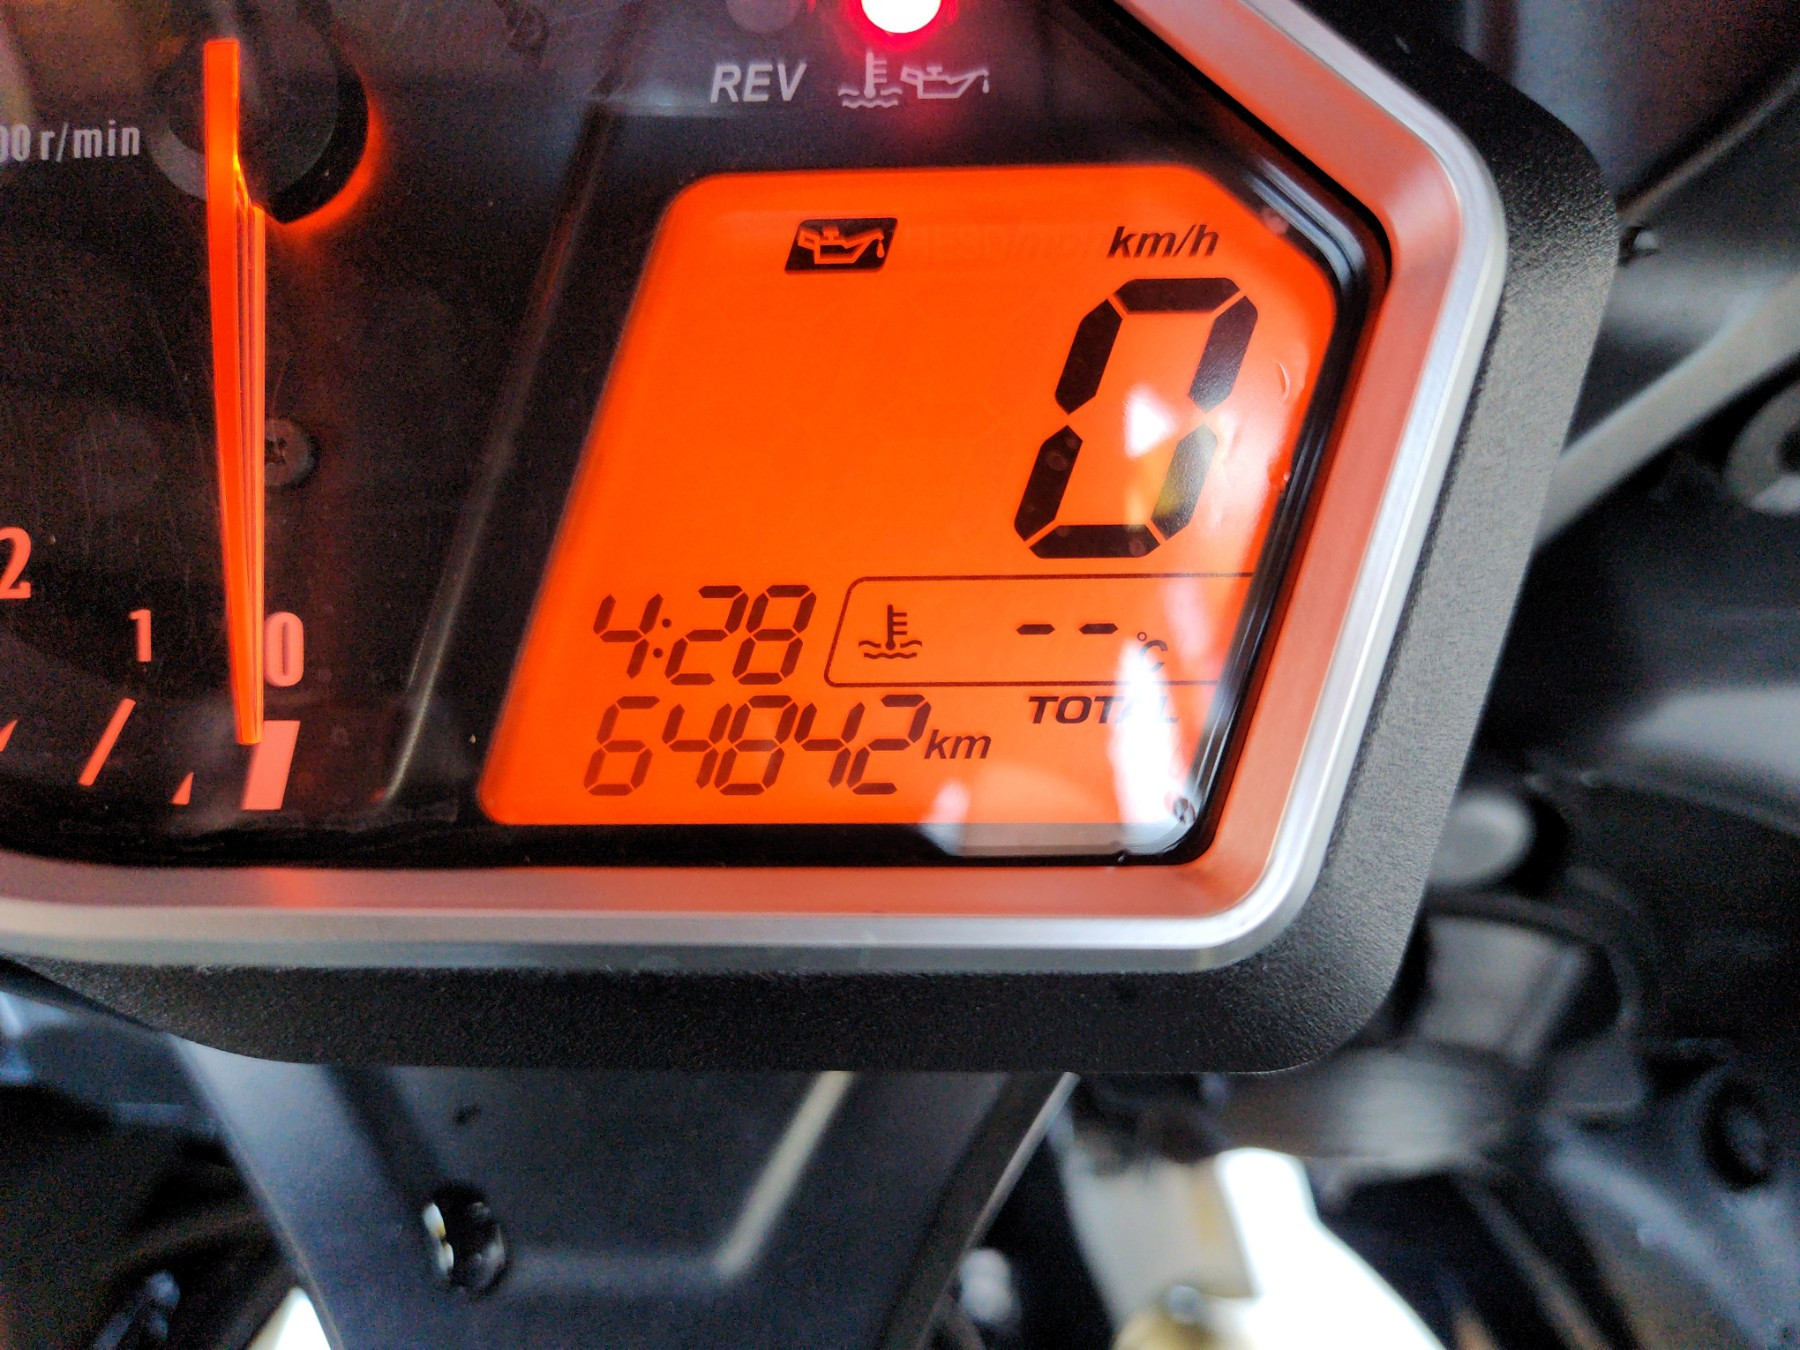 REV
r/min
km/h
0
2
1
0
4:28
-- °C
64842 km
TOTAL